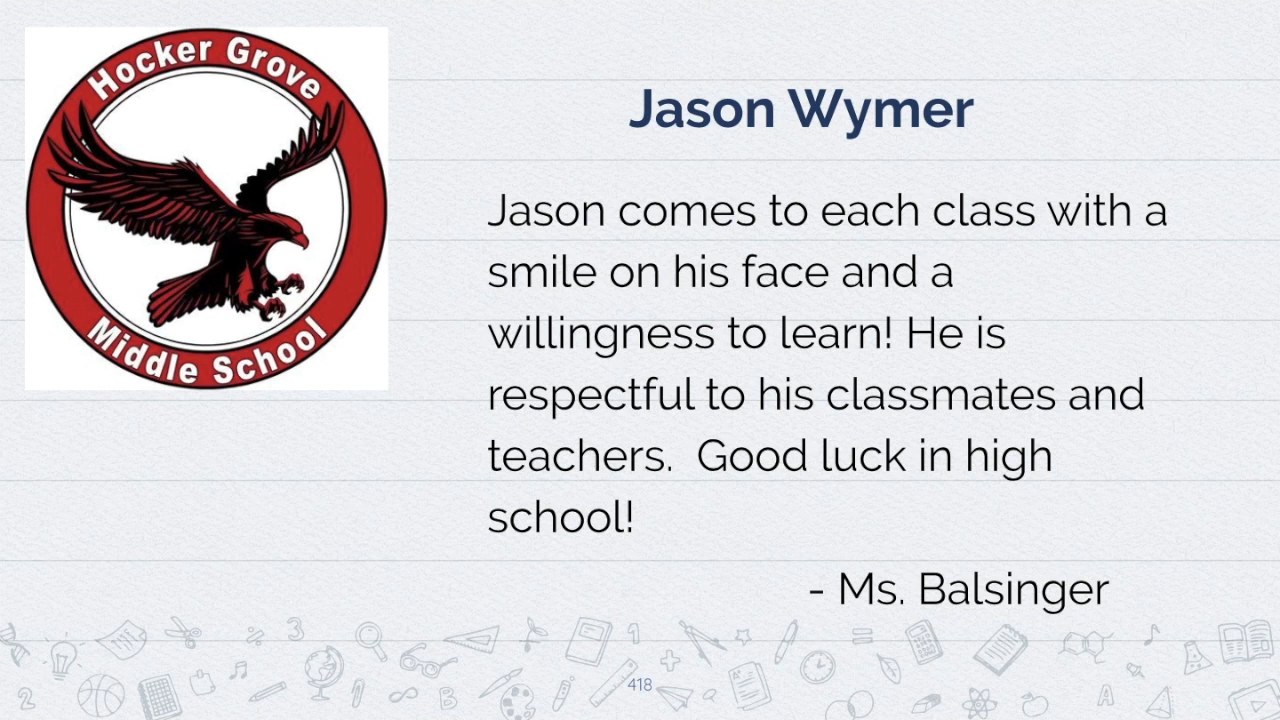 Hocker Grove
Middle School
Jason Wymer
Jason comes to each class with a
smile on his face and a
willingness to learn! He is
respectful to his classmates and
teachers.  Good luck in high
school!
- Ms. Balsinger
418